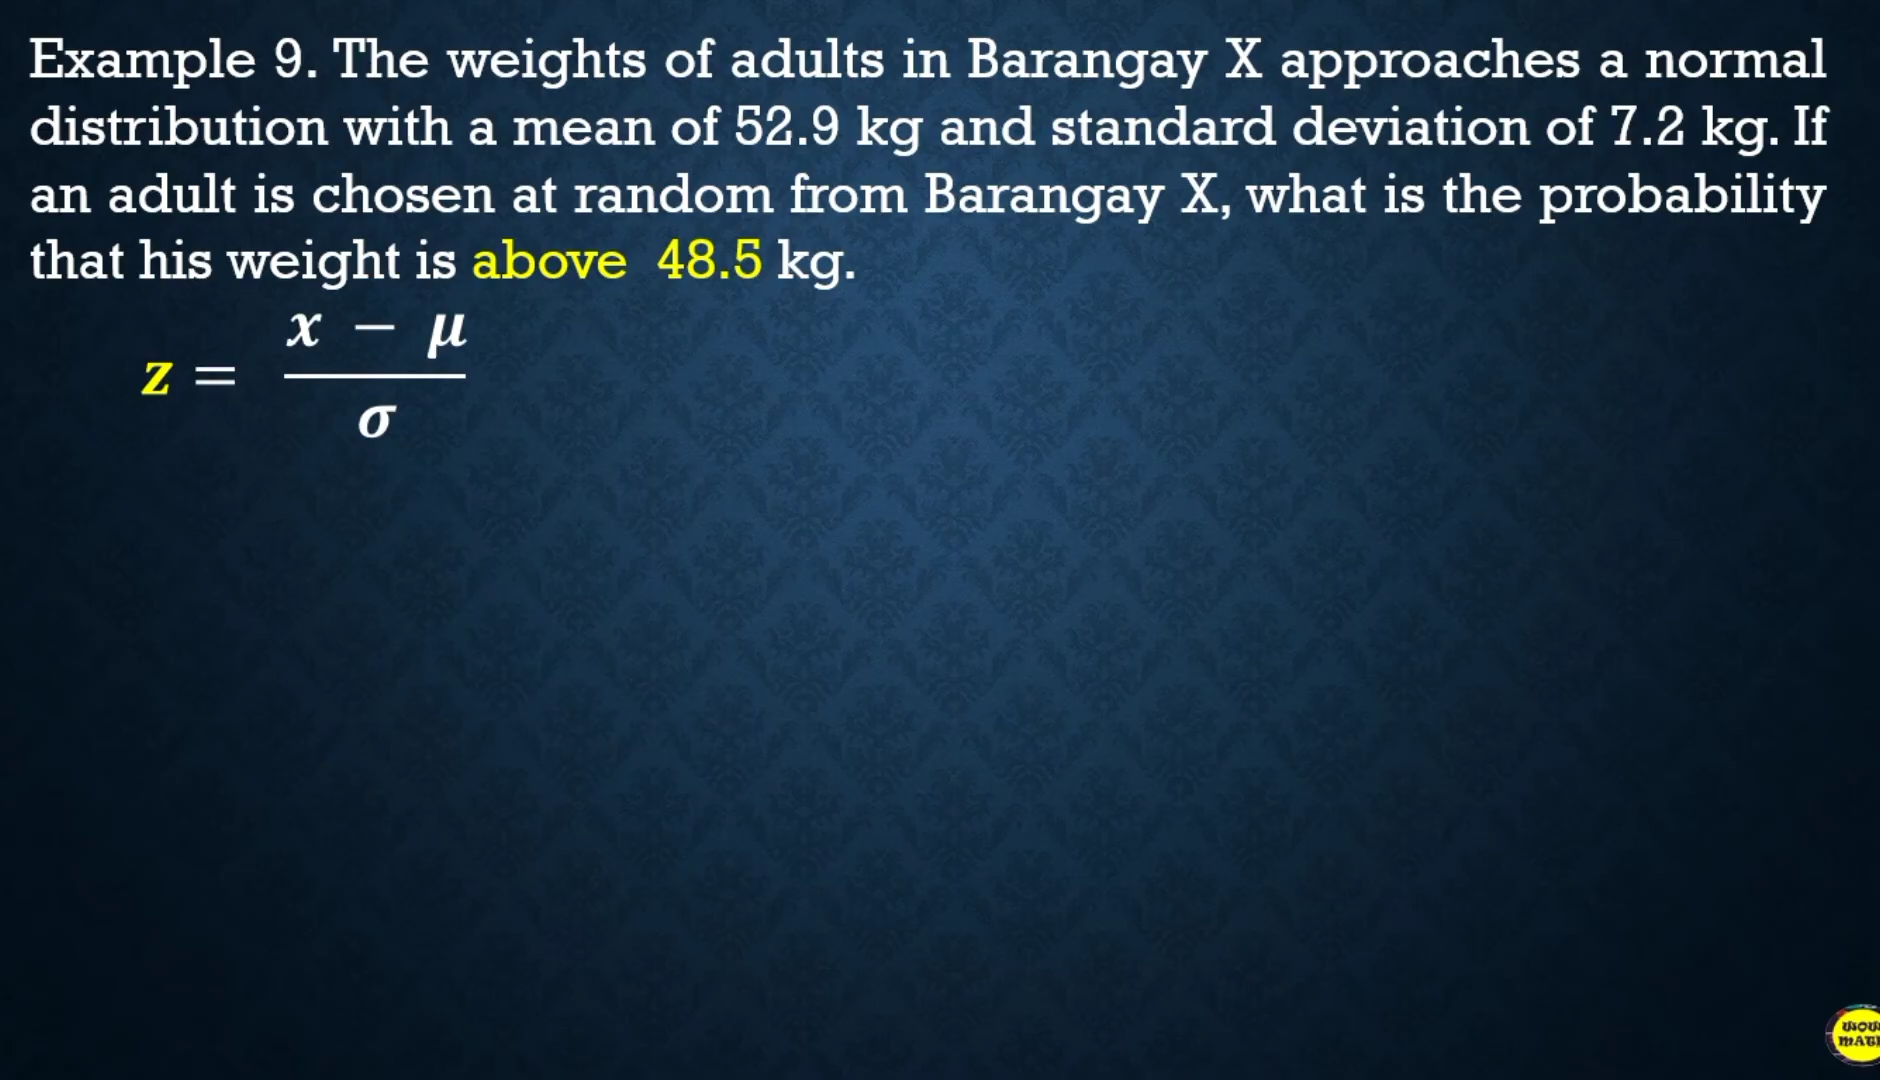 Example 9. The weights of adults in Barangay X approaches a normal
distribution with a mean of 52.9 kg and standard deviation of 7.2 kg. If
an adult is chosen at random from Barangay X, what is the probability
that his weight is above 48.5 kg.
x − μ
z =
σ
WOW
MATH